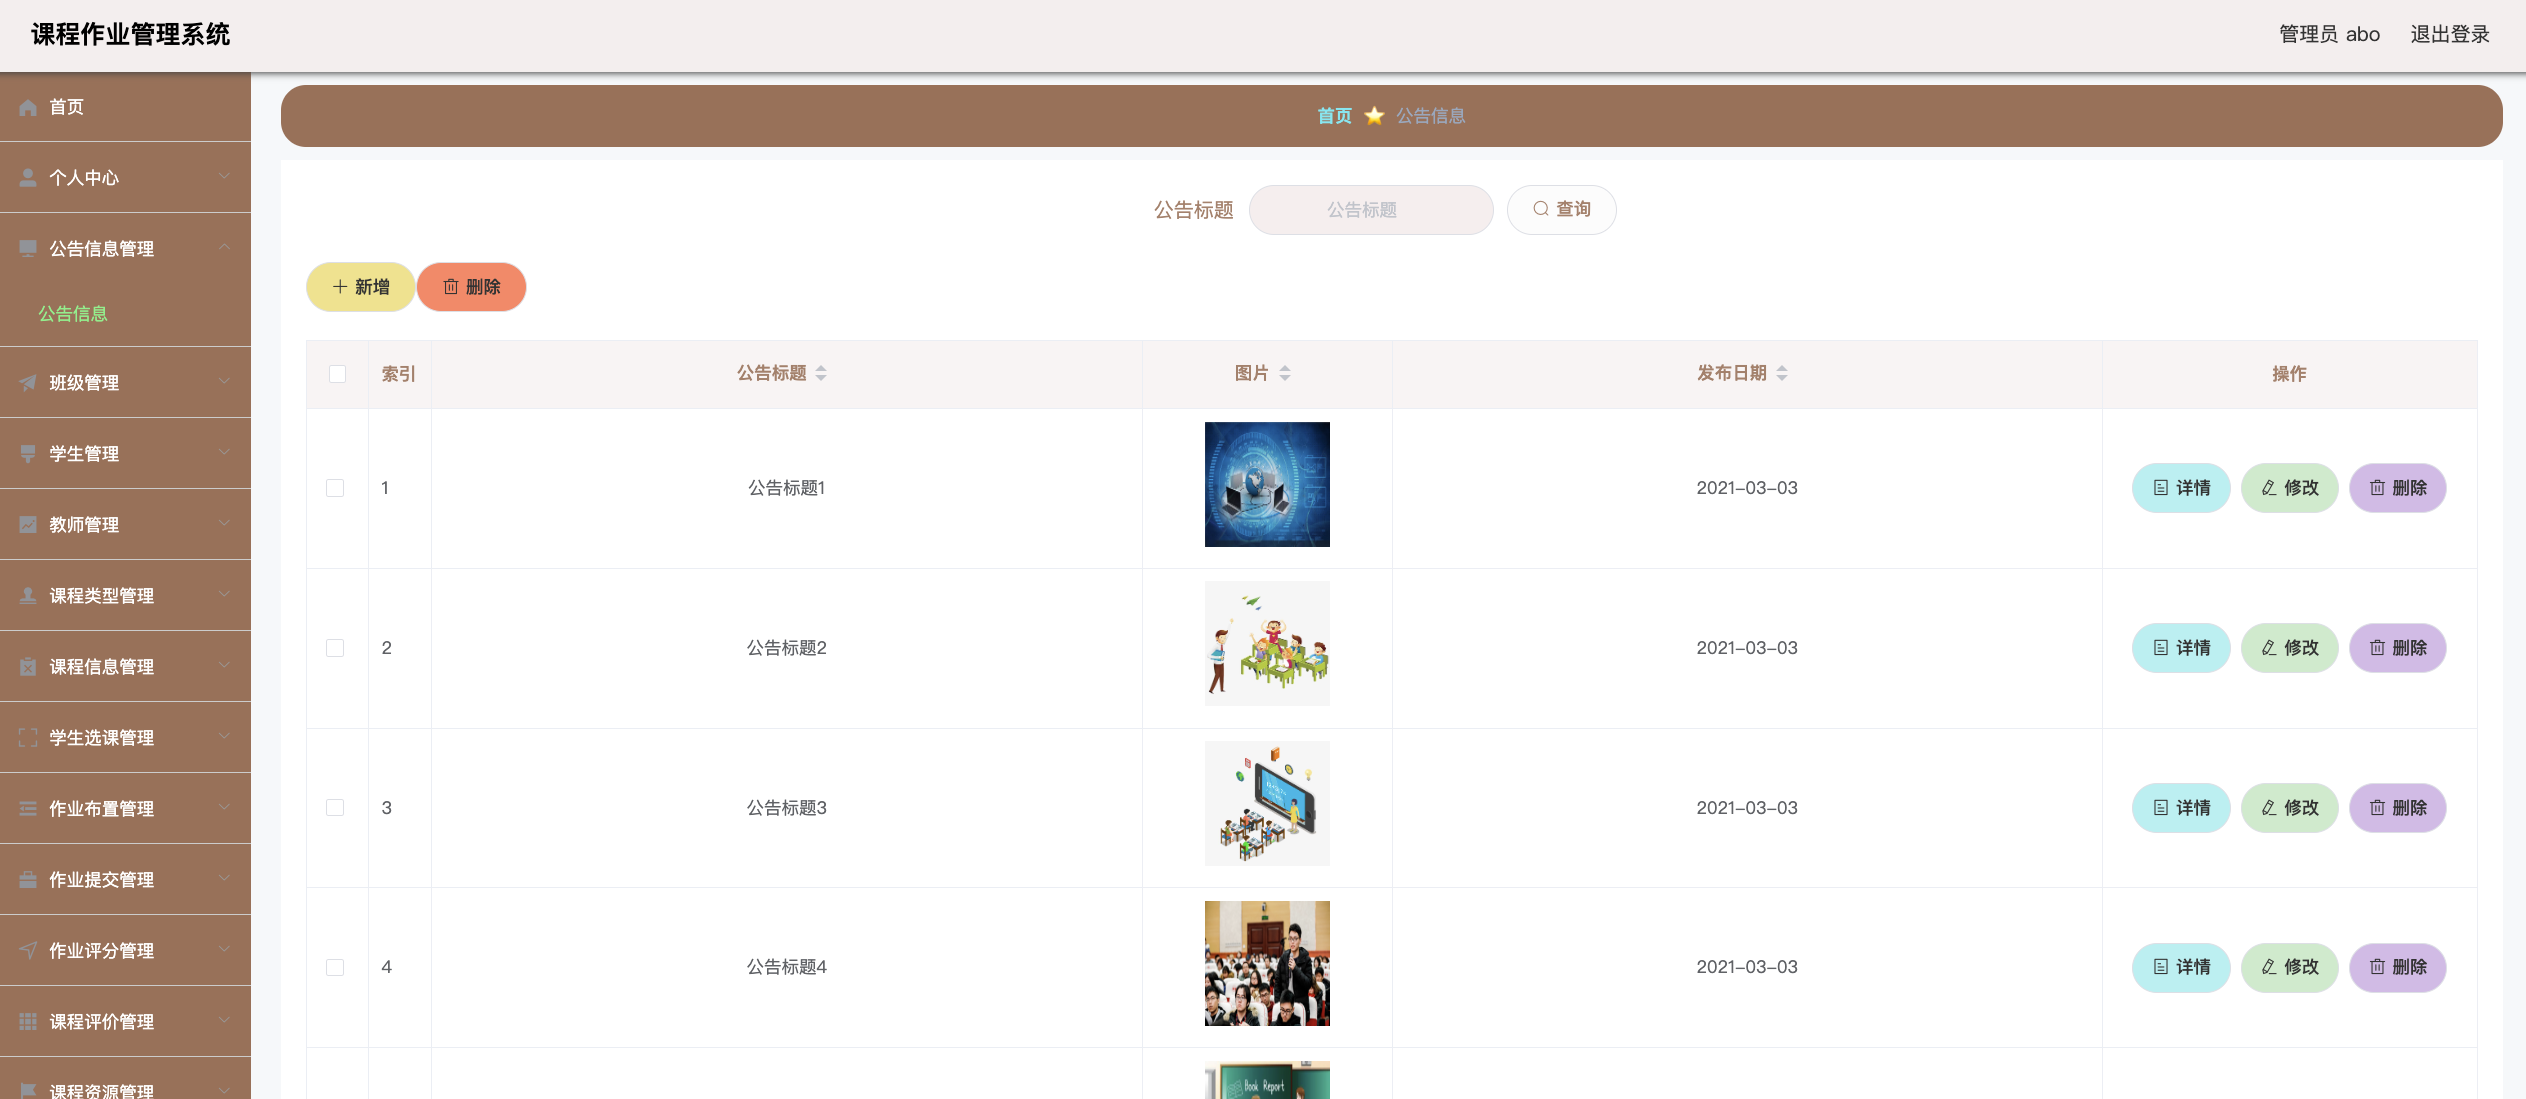 课程作业管理系统
管理员 abo 退出登录
首页
个人中心
公告信息管理
公告信息
班级管理
学生管理
教师管理
课程类型管理
课程信息管理
学生选课管理
作业布置管理
作业提交管理
作业评分管理
课程评价管理
课程资源管理
首页 公告信息
公告标题 公告标题 查询
新增 删除
索引 公告标题 图片 发布日期 操作
1 公告标题1 2021-03-03 详情 修改 删除
2 公告标题2 2021-03-03 详情 修改 删除
3 公告标题3 2021-03-03 详情 修改 删除
4 公告标题4 2021-03-03 详情 修改 删除
Book Report